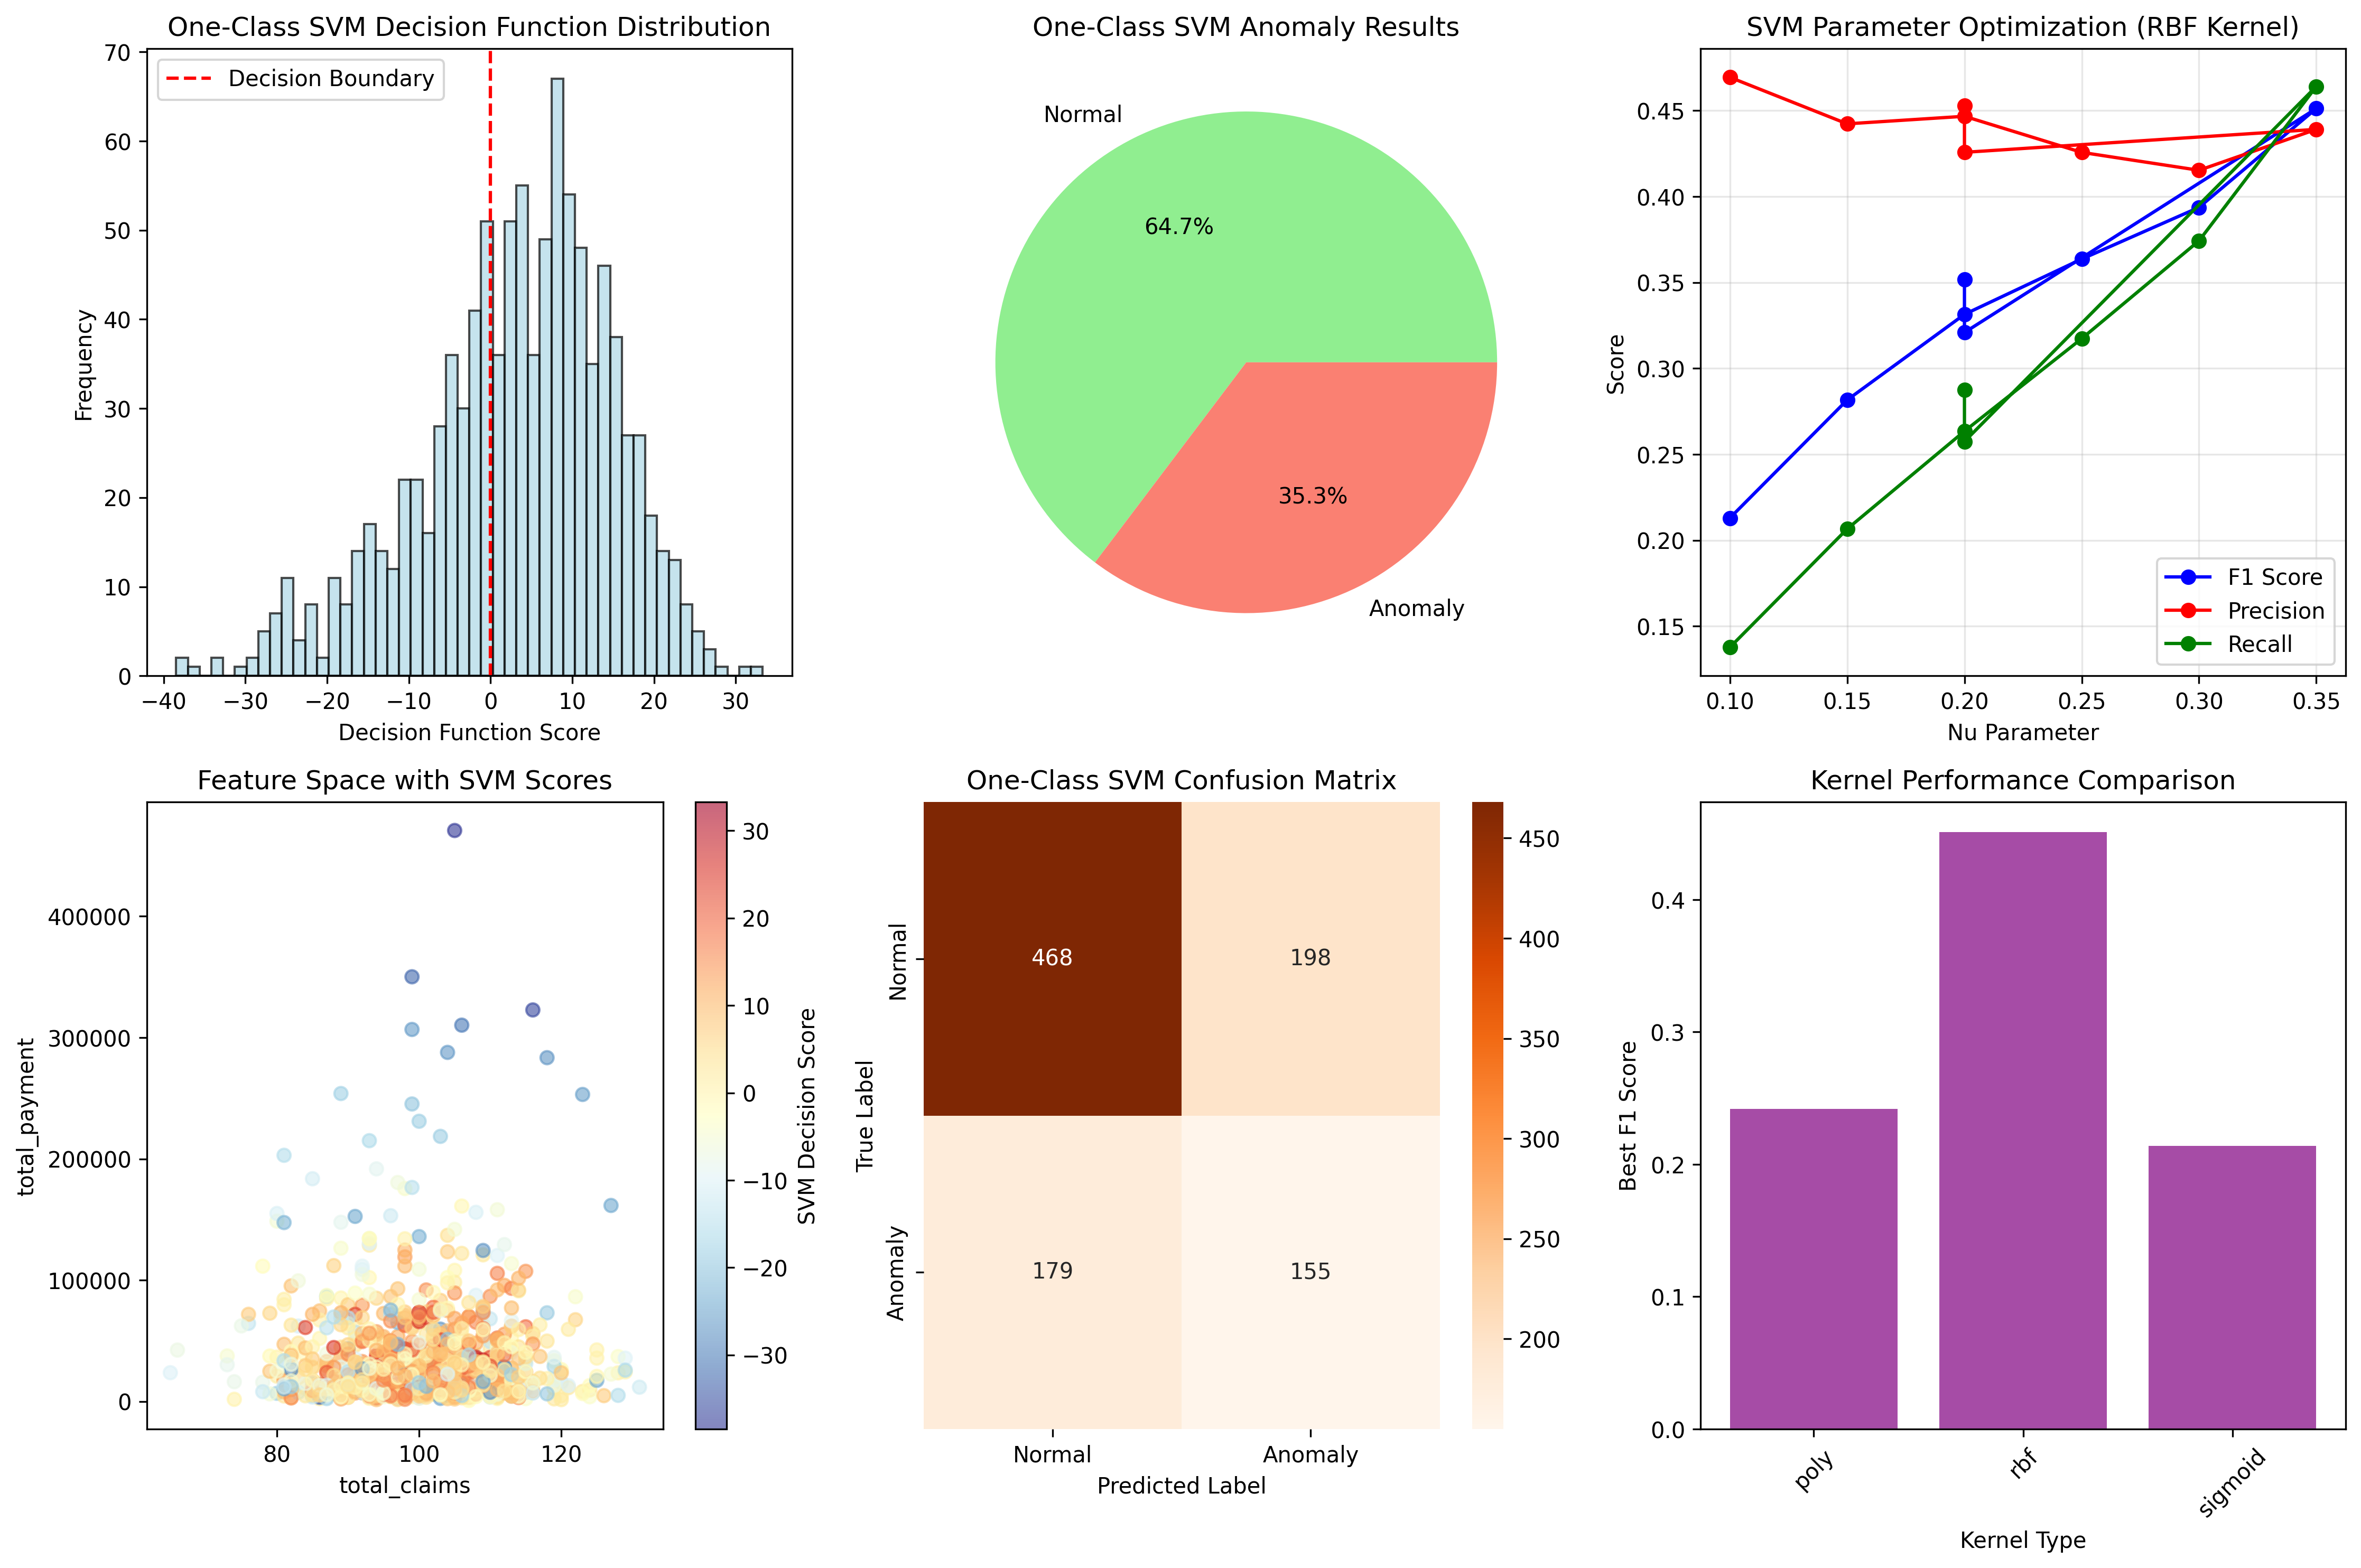 One-Class SVM Decision Function Distribution
70
60
50
40
30
20
10
0
Frequency
Decision Boundary
−40 −30 −20 −10 0 10 20 30
Decision Function Score
One-Class SVM Anomaly Results
Normal
64.7%
35.3%
Anomaly
SVM Parameter Optimization (RBF Kernel)
0.45
0.40
0.35
0.30
0.25
0.20
0.15
Score
F1 Score
Precision
Recall
0.10 0.15 0.20 0.25 0.30 0.35
Nu Parameter
Feature Space with SVM Scores
400000
300000
200000
100000
0
total_payment
80 100 120
total_claims
30
20
10
0
−10
−20
−30
SVM Decision Score
One-Class SVM Confusion Matrix
True Label
Normal
Anomaly
468 198
179 155
Normal Anomaly
Predicted Label
450
400
350
300
250
200
Kernel Performance Comparison
0.4
0.3
0.2
0.1
0.0
Best F1 Score
poly
rbf
sigmoid
Kernel Type